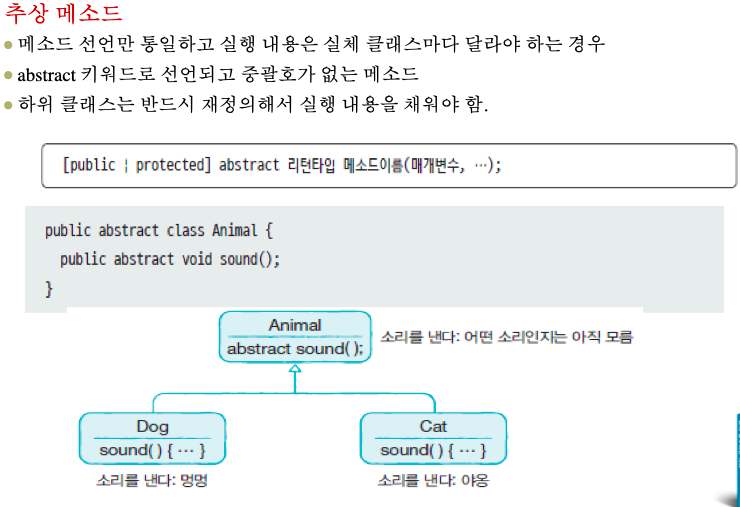 추상 메소드
메소드 선언만 통일하고 실행 내용은 실체 클래스마다 달라야 하는 경우
abstract 키워드로 선언되고 중괄호가 없는 메소드
하위 클래스는 반드시 재정의해서 실행 내용을 채워야 함.
[public | protected] abstract 리턴타입 메소드이름(매개변수, …);
public abstract class Animal {
public abstract void sound();
}
Animal
abstract sound( );
소리를 낸다: 어떤 소리인지는 아직 모름
Dog
sound( ) { … }
소리를 낸다: 멍멍
Cat
sound( ) { … }
소리를 낸다: 야옹